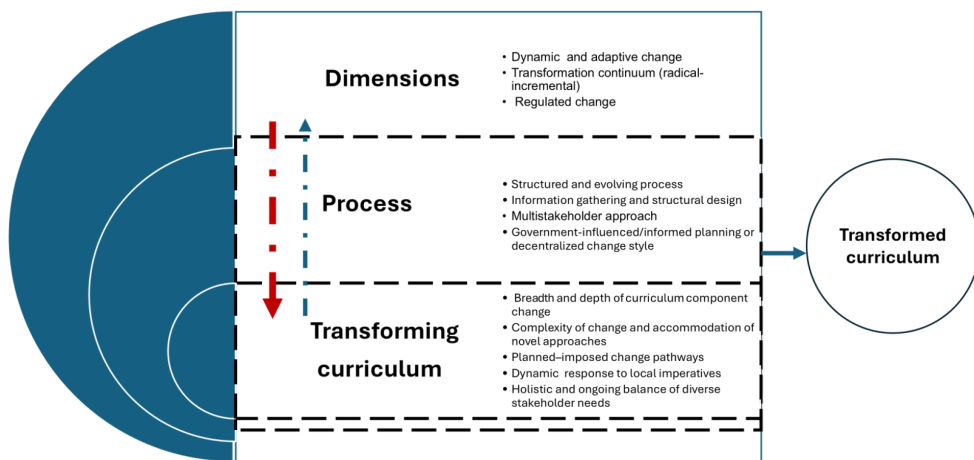 Dimensions
• Dynamic and adaptive change
• Transformation continuum (radical-
incremental)
• Regulated change
Process
• Structured and evolving process
• Information gathering and structural design
• Multistakeholder approach
• Government-influenced/informed planning or
decentralized change style
Transforming
curriculum
• Breadth and depth of curriculum component
change
• Complexity of change and accommodation of
novel approaches
• Planned–imposed change pathways
• Dynamic response to local imperatives
• Holistic and ongoing balance of diverse
stakeholder needs
Transformed
curriculum